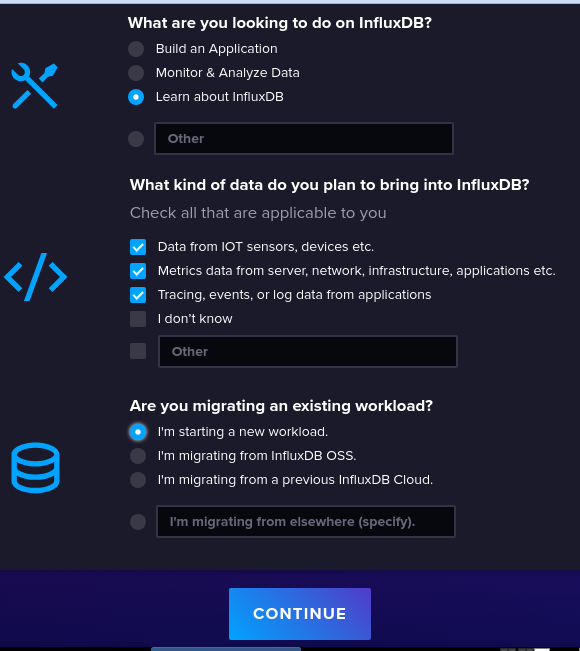 What are you looking to do on InfluxDB?
Build an Application
Monitor & Analyze Data
Learn about InfluxDB
Other
What kind of data do you plan to bring into InfluxDB?
Check all that are applicable to you
Data from IOT sensors, devices etc.
Metrics data from server, network, infrastructure, applications etc.
Tracing, events, or log data from applications
I don't know
Other
Are you migrating an existing workload?
I'm starting a new workload.
I'm migrating from InfluxDB OSS.
I'm migrating from a previous InfluxDB Cloud.
I'm migrating from elsewhere (specify).
CONTINUE